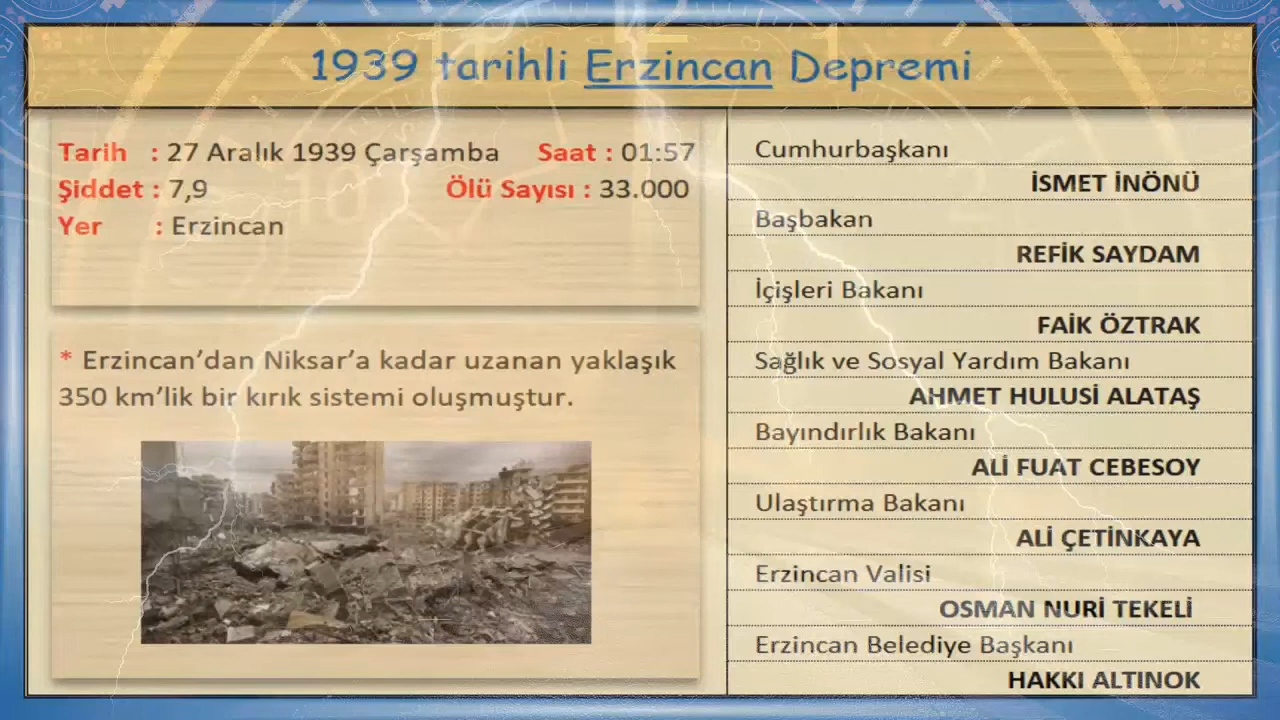 1939 tarihli Erzincan Depremi
Tarih : 27 Aralık 1939 Çarşamba Saat : 01:57
Şiddet : 7,9 Ölü Sayısı : 33.000
Yer : Erzincan
* Erzincan’dan Niksar’a kadar uzanan yaklaşık
350 km’lik bir kırık sistemi oluşmuştur.
Cumhurbaşkanı
İSMET İNÖNÜ
Başbakan
REFİK SAYDAM
İçişleri Bakanı
FAİK ÖZTRAK
Sağlık ve Sosyal Yardım Bakanı
AHMET HULUSİ ALATAŞ
Bayındırlık Bakanı
ALİ FUAT CEBESOY
Ulaştırma Bakanı
ALİ ÇETİNKAYA
Erzincan Valisi
OSMAN NURİ TEKELİ
Erzincan Belediye Başkanı
HAKKI ALTINOK